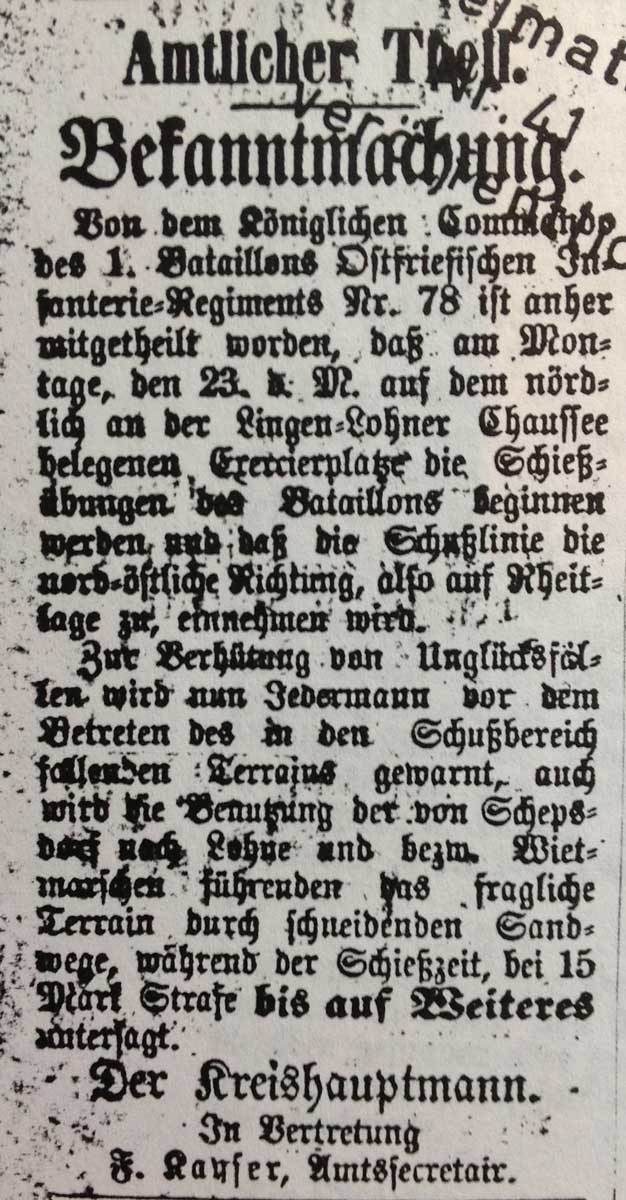 Amtlicher Theil.
Bekanntmachung.
Von dem Königlichen Commando
des 1. Bataillons Ostfriesischen In-
fanterie-Regiments Nr. 78 ist anher
mitgetheilt worden, daß am Mon-
tage, den 23. d. M. auf dem nörd-
lich an der Lingen-Lohner Chaussee
belegenen Exercierplatze die Schieß-
übungen des Bataillons beginnen
werden und daß die Schußlinie die
nord-östliche Richtung, also auf Rheit-
lage zu, einnehmen wird.
Zur Verhütung von Unglücksfäl-
len wird nun Jedermann vor dem
Betreten des in den Schußbereich
fallenden Terrains gewarnt, auch
wird die Benutzung der von Scheps-
dorf nach Lohne und bezw. Wiet-
marschen führenden das fragliche
Terrain durch schneidenden Sand-
wege, während der Schießzeit, bei 15
Mark Strafe bis auf Weiteres
untersagt.
Der Kreishauptmann.
In Vertretung
F. Kayser, Amtssecretair.